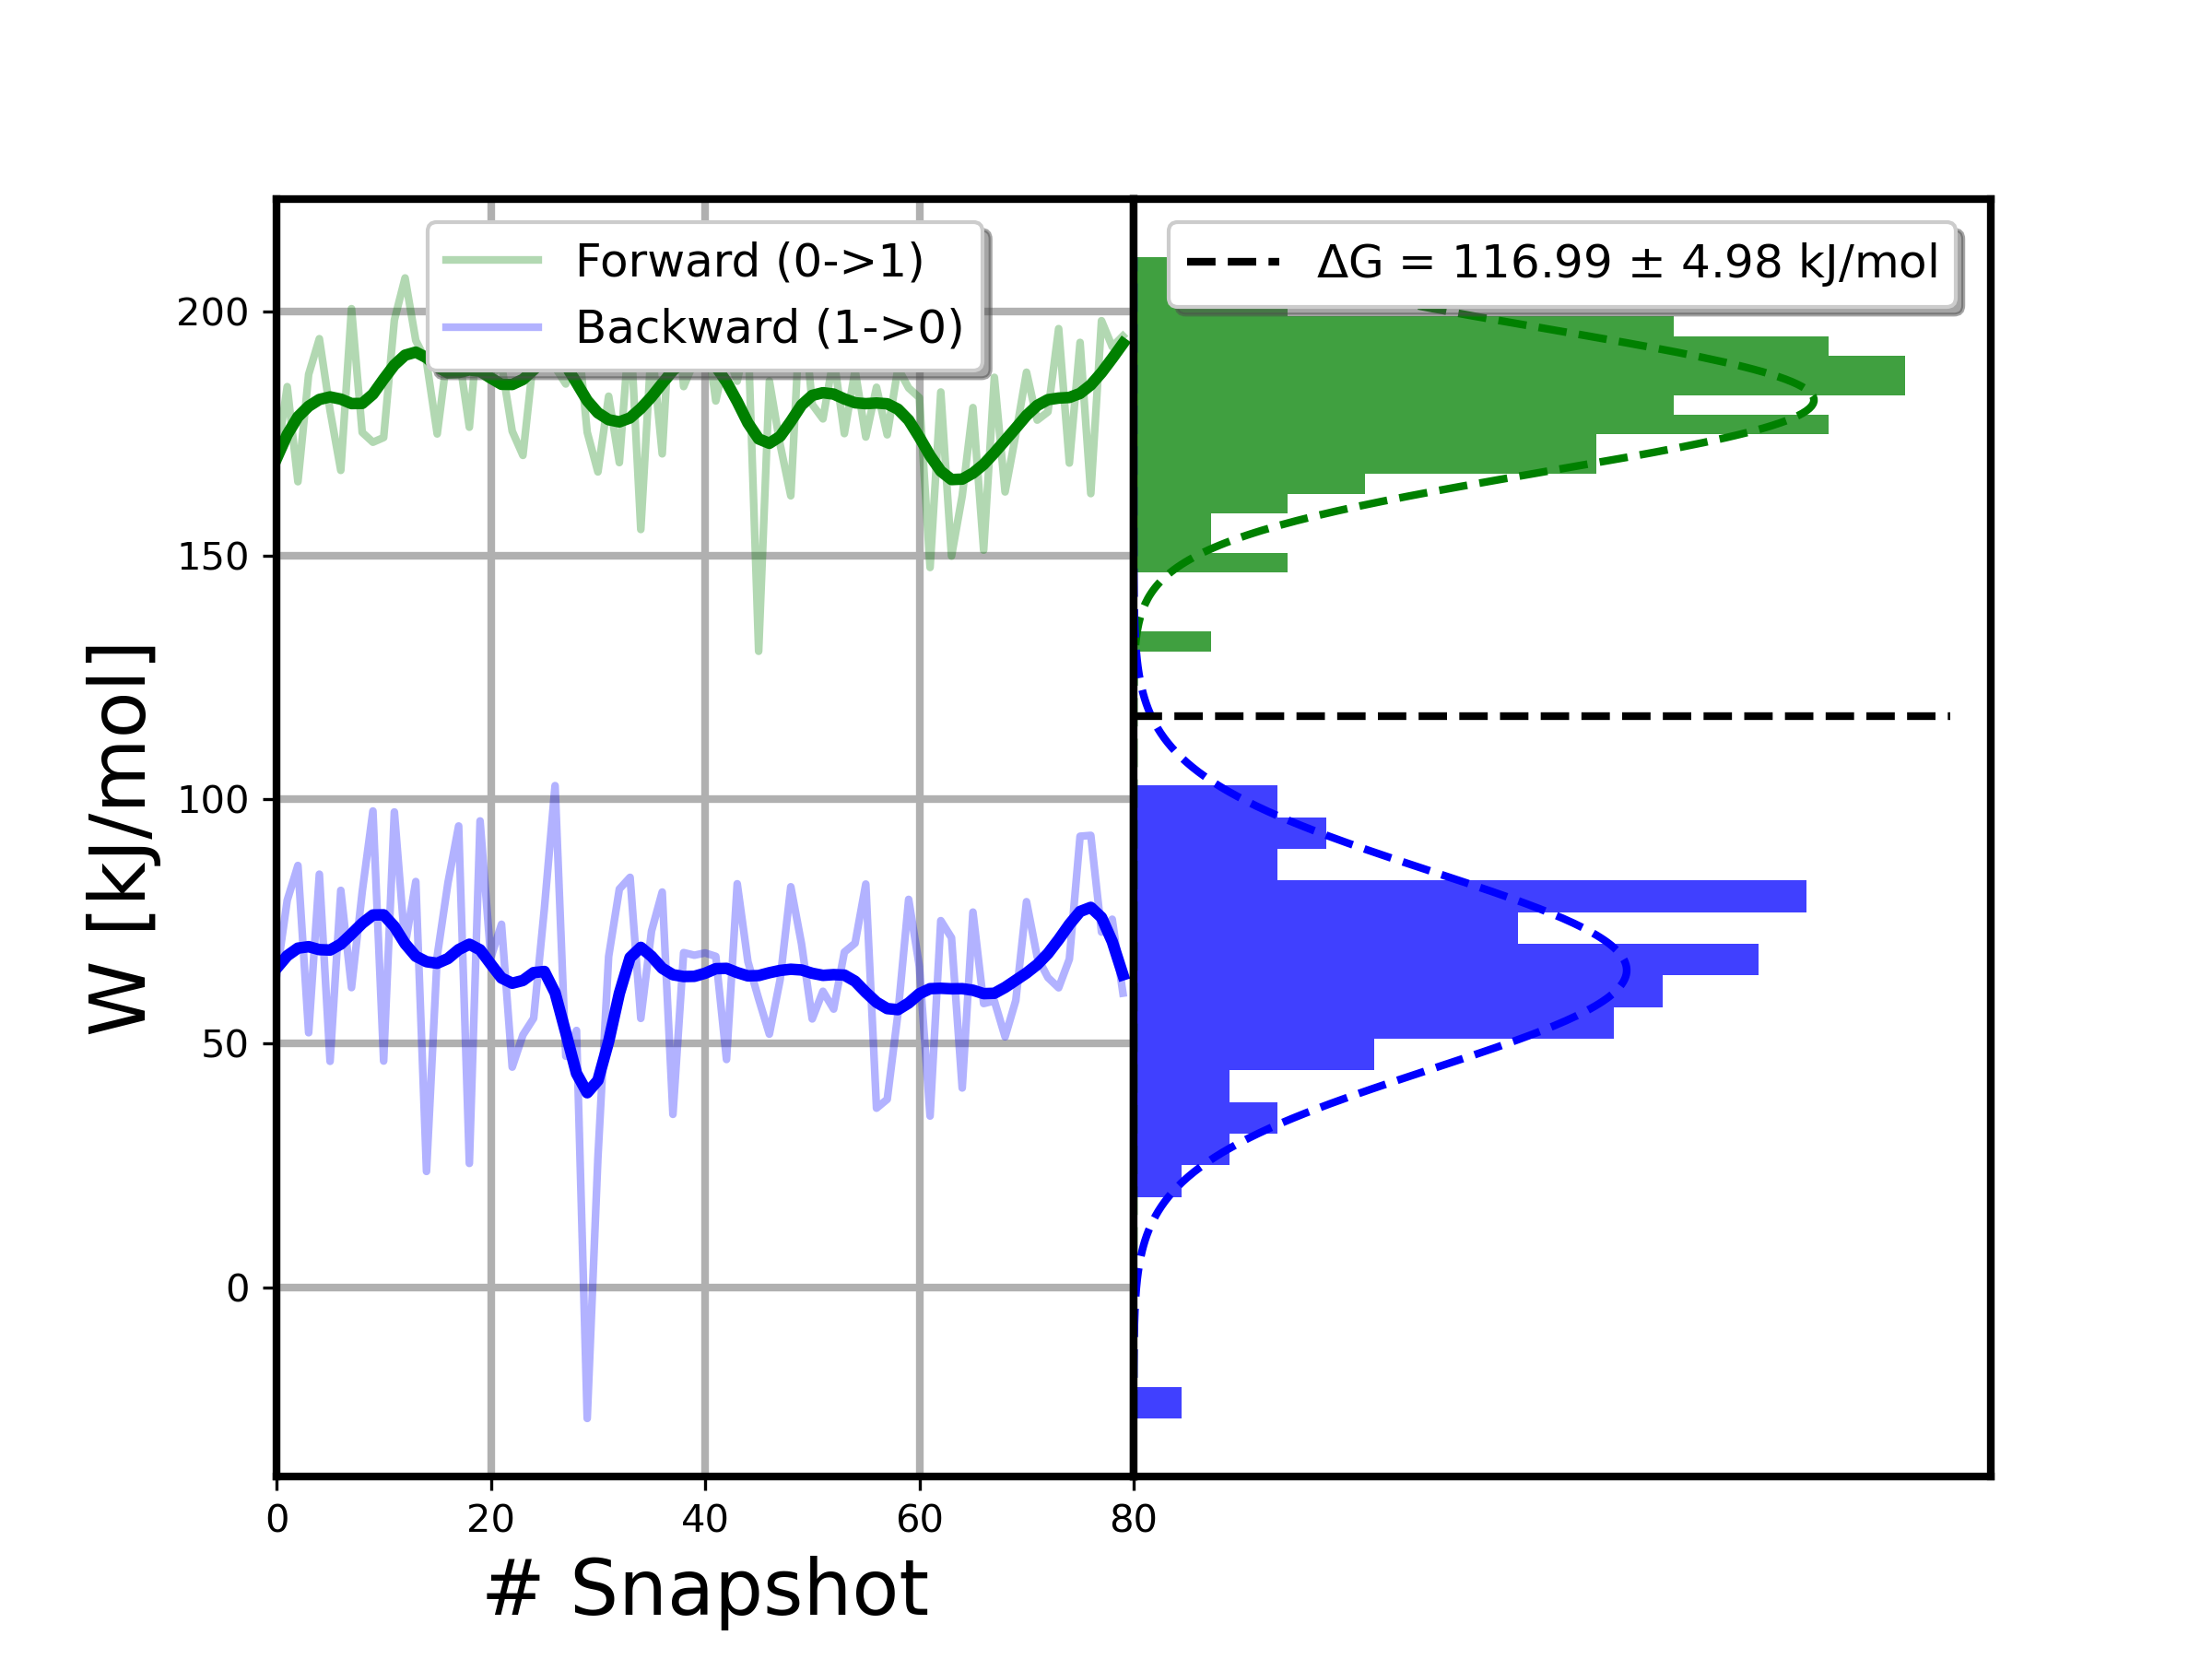 Forward (0->1)
Backward (1->0)
ΔG = 116.99 ± 4.98 kJ/mol
W [kJ/mol]
200
150
100
50
0
0 20 40 60 80
# Snapshot